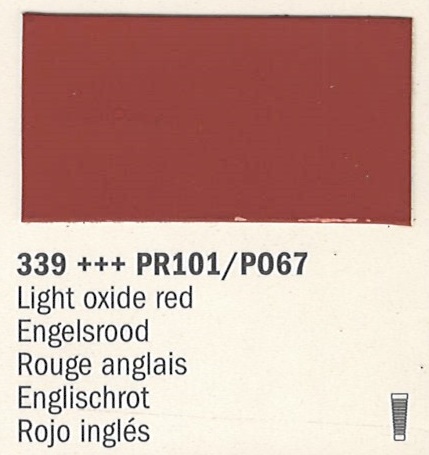 339 +++ PR101/PO67
Light oxide red
Engelsrood
Rouge anglais
Englischrot
Rojo inglés